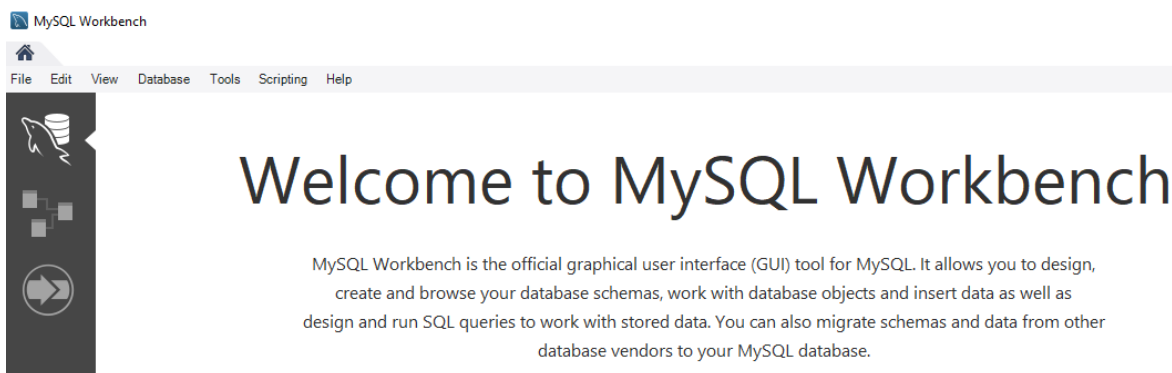 MySQL Workbench
File Edit View Database Tools Scripting Help
Welcome to MySQL Workbench
MySQL Workbench is the official graphical user interface (GUI) tool for MySQL. It allows you to design,
create and browse your database schemas, work with database objects and insert data as well as
design and run SQL queries to work with stored data. You can also migrate schemas and data from other
database vendors to your MySQL database.